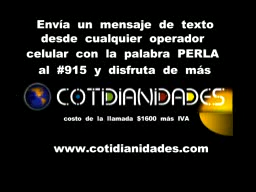 Envía un mensaje de texto
desde cualquier operador
celular con la palabra PERLA
al #915 y disfruta de más
COTIDIANIDADES
costo de la llamada $1600 más IVA
www.cotidianidades.com